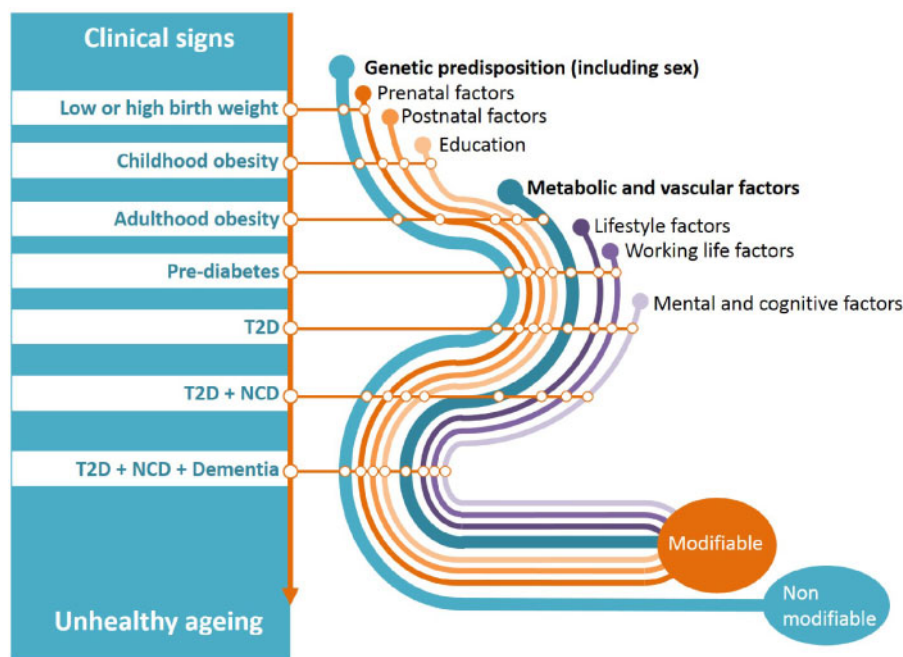 Clinical signs
Genetic predisposition (including sex)
Prenatal factors
Low or high birth weight
Postnatal factors
Education
Childhood obesity
Metabolic and vascular factors
Adulthood obesity
Lifestyle factors
Working life factors
Pre-diabetes
Mental and cognitive factors
T2D
T2D + NCD
T2D + NCD + Dementia
Modifiable
Non
modifiable
Unhealthy ageing